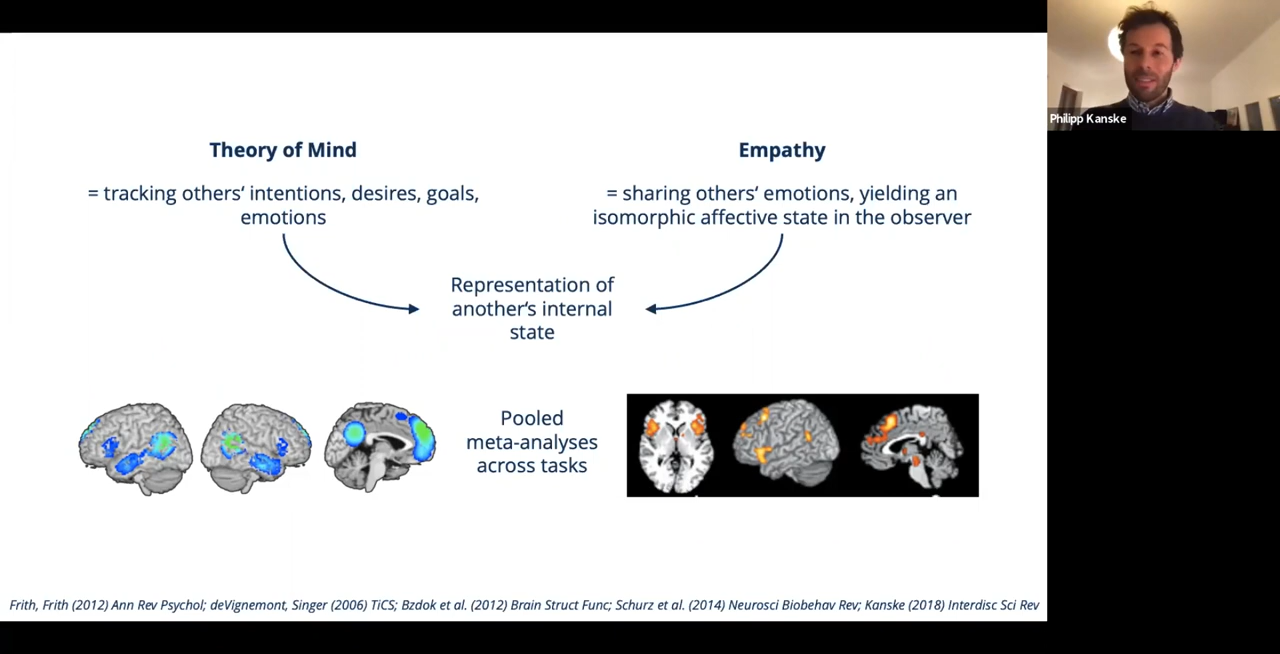 Philipp Kanske
Theory of Mind
= tracking others‘ intentions, desires, goals,
emotions
Empathy
= sharing others‘ emotions, yielding an
isomorphic affective state in the observer
Representation of
another‘s internal
state
Pooled
meta-analyses
across tasks
Frith, Frith (2012) Ann Rev Psychol; deVignemont, Singer (2006) TiCS; Bzdok et al. (2012) Brain Struct Func; Schurz et al. (2014) Neurosci Biobehav Rev; Kanske (2018) Interdisc Sci Rev